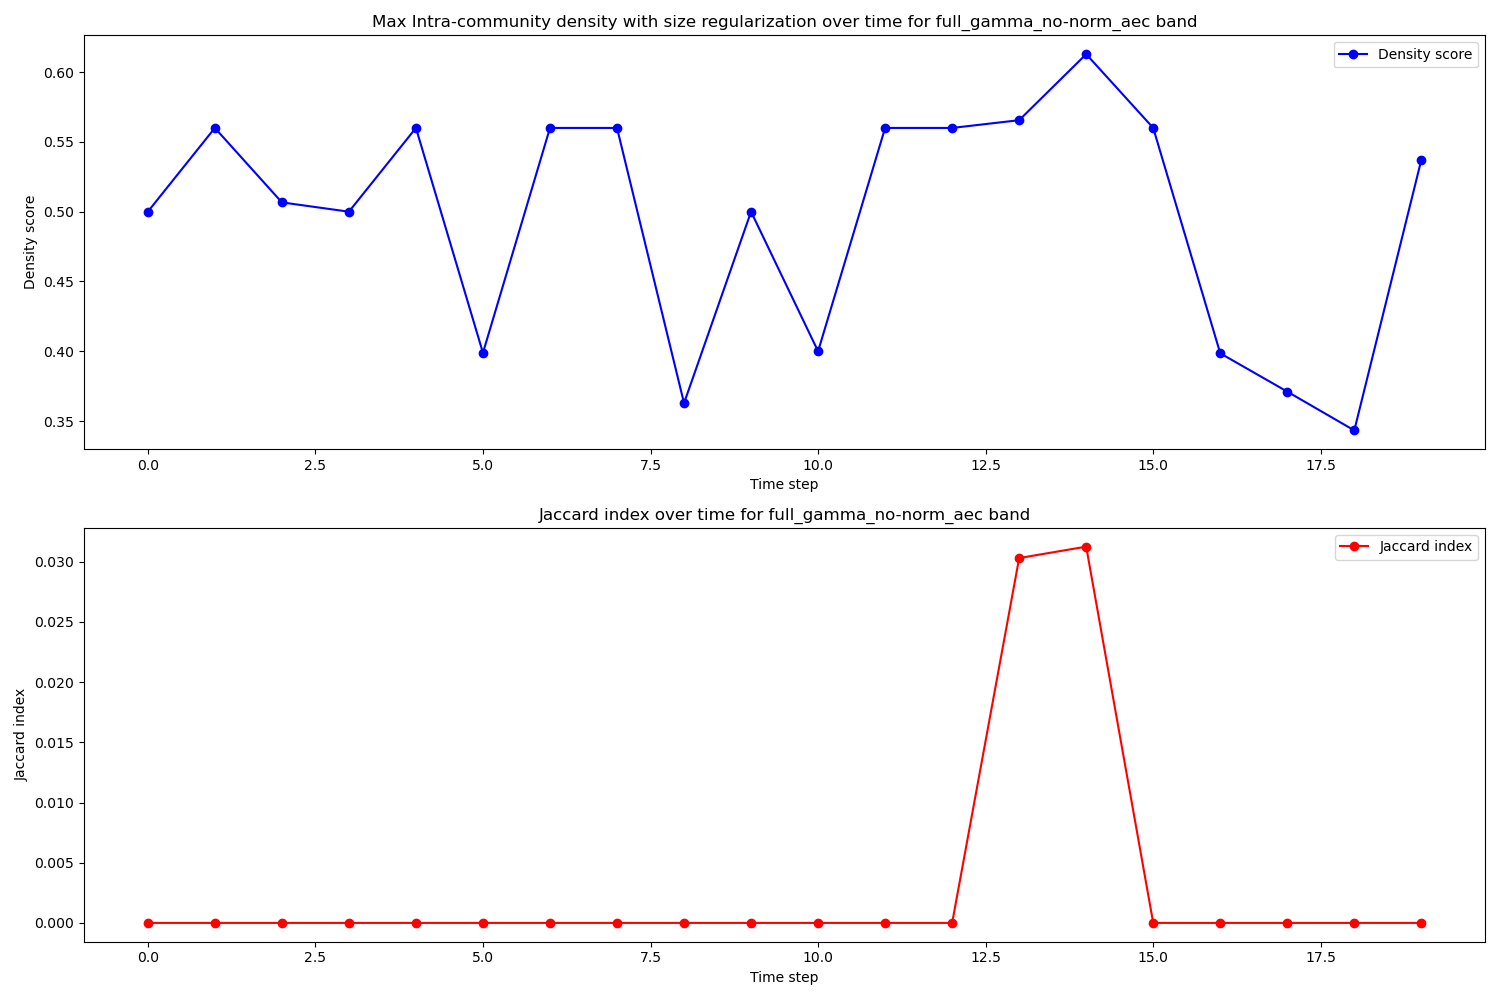 Max Intra-community density with size regularization over time for full_gamma_no-norm_aec band
Density score
0.60
0.55
0.50
0.45
0.40
0.35
Density score
0.0 2.5 5.0 7.5 10.0 12.5 15.0 17.5
Time step
Jaccard index over time for full_gamma_no-norm_aec band
Jaccard index
0.030
0.025
0.020
0.015
0.010
0.005
0.000
Jaccard index
0.0 2.5 5.0 7.5 10.0 12.5 15.0 17.5
Time step